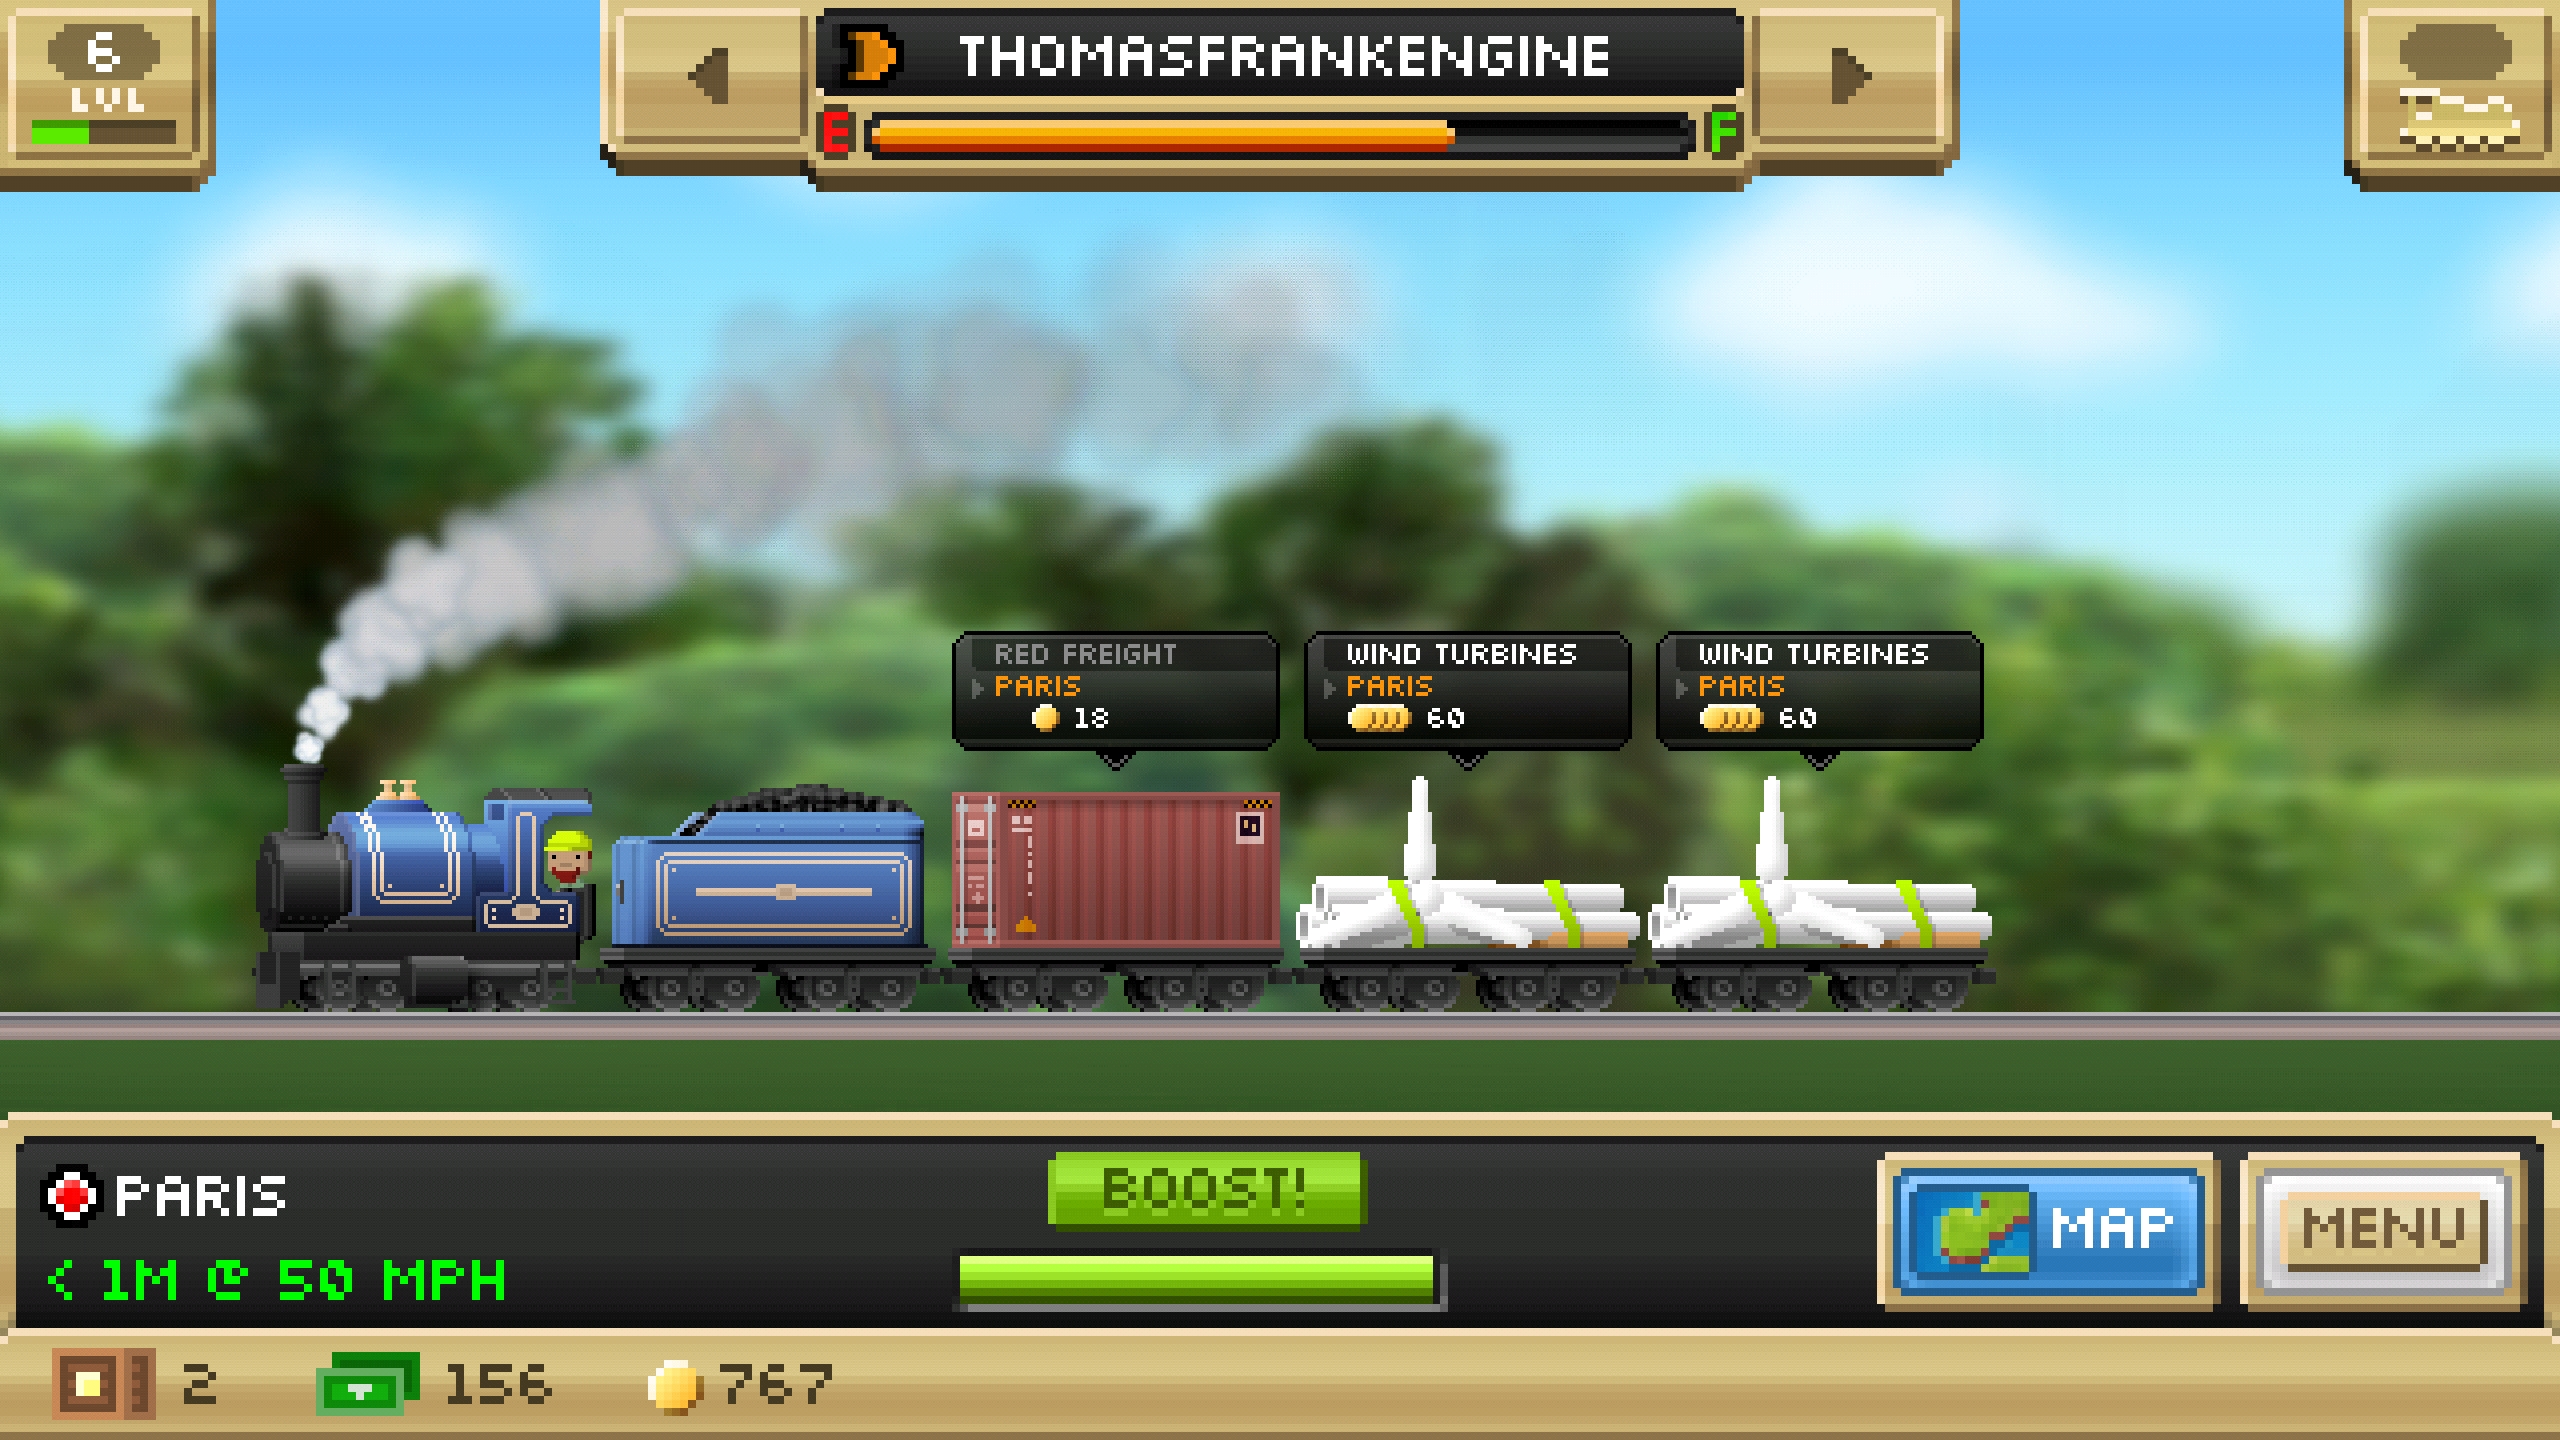 6
LVL
THOMASFRANKENGINE
E F
RED FREIGHT
PARIS
18
WIND TURBINES
PARIS
60
WIND TURBINES
PARIS
60
PARIS
< 1M @ 50 MPH
BOOST!
MAP
MENU
2
156
767